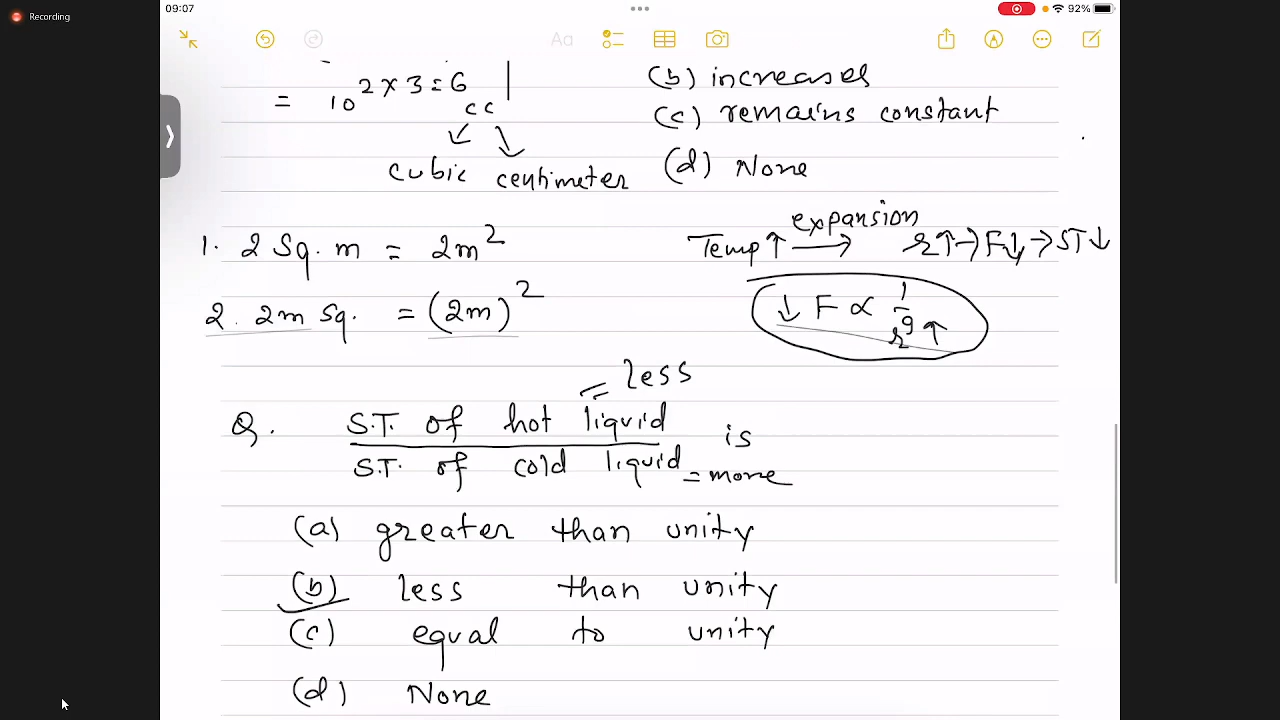 Recording
09:07
92%
Aa
= 10^2 x 3 = 6
cc
cubic centimeter
(b) increases
(c) remains constant
(d) None
1. 2 Sq. m = 2m^2
2. 2m Sq. = (2m)^2
expansion
Temp ↑ → r↑ → F↓ → ST ↓
↓ F ∝ 1/r^9 ↑
= less
Q. S.T. of hot liquid
is
S.T. of cold liquid = more
(a) greater than unity
(b) less than unity
(c) equal to unity
(d) None